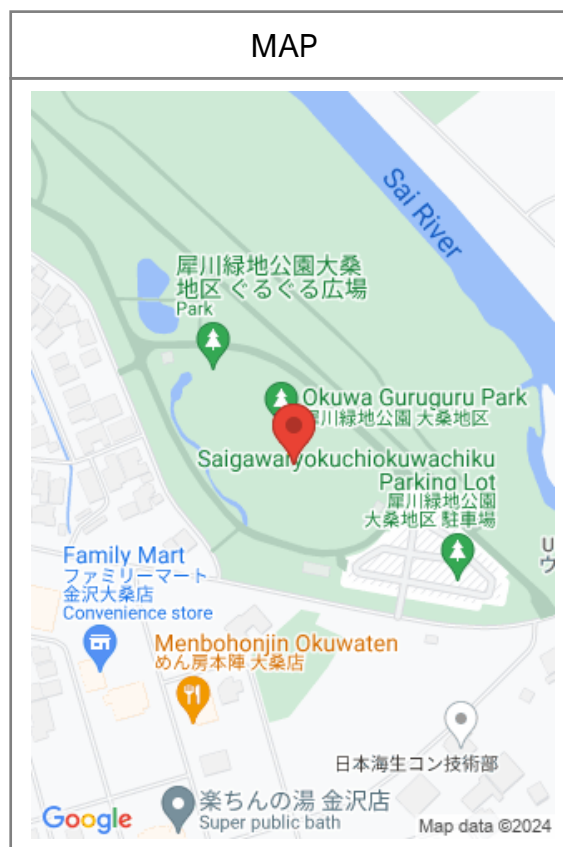 MAP
Sai River
犀川緑地公園大桑
地区 ぐるぐる広場
Park
Okuwa Guruguru Park
犀川緑地公園 大桑地区
Saigawaryokuchiokuwachiku
Parking Lot
犀川緑地公園
大桑地区 駐車場
U
ウ
Family Mart
ファミリーマート
金沢大桑店
Convenience store
Menbohonjin Okuwaten
めん房本陣 大桑店
日本海生コン技術部
楽ちんの湯 金沢店
Super public bath
Google
Map data ©2024